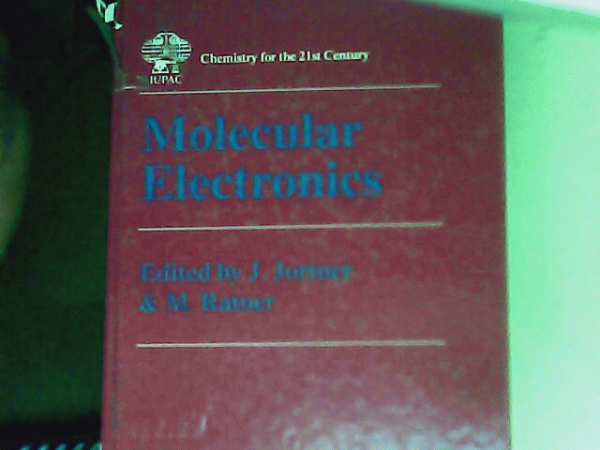 IUPAC
Chemistry for the 21st Century
Molecular
Electronics
Edited by J. Jortner
& M. Ratner